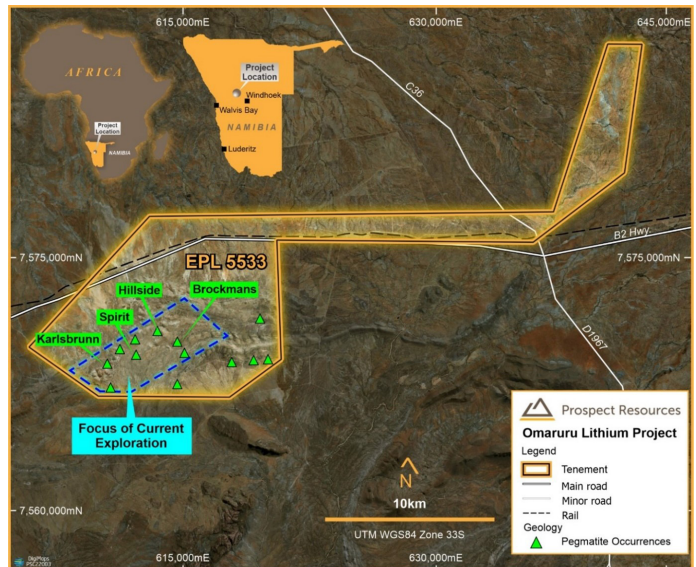 615,000mE
630,000mE
645,000mE
AFRICA
Project
Location
NAMIBIA
Project
Location
Windhoek
Walvis Bay
NAMIBIA
Luderitz
C36
B2 Hwy.
7,575,000mN
7,575,000mN
EPL 5533
Hillside
Brockmans
Spirit
Karlsbrunn
D1967
Focus of Current
Exploration
Prospect Resources
Omaruru Lithium Project
Legend
Tenement
Main road
Minor road
Rail
Geology
Pegmatite Occurrences
N
10km
UTM WGS84 Zone 33S
7,560,000mN
DigiMaps
PSC22003
615,000mE
630,000mE